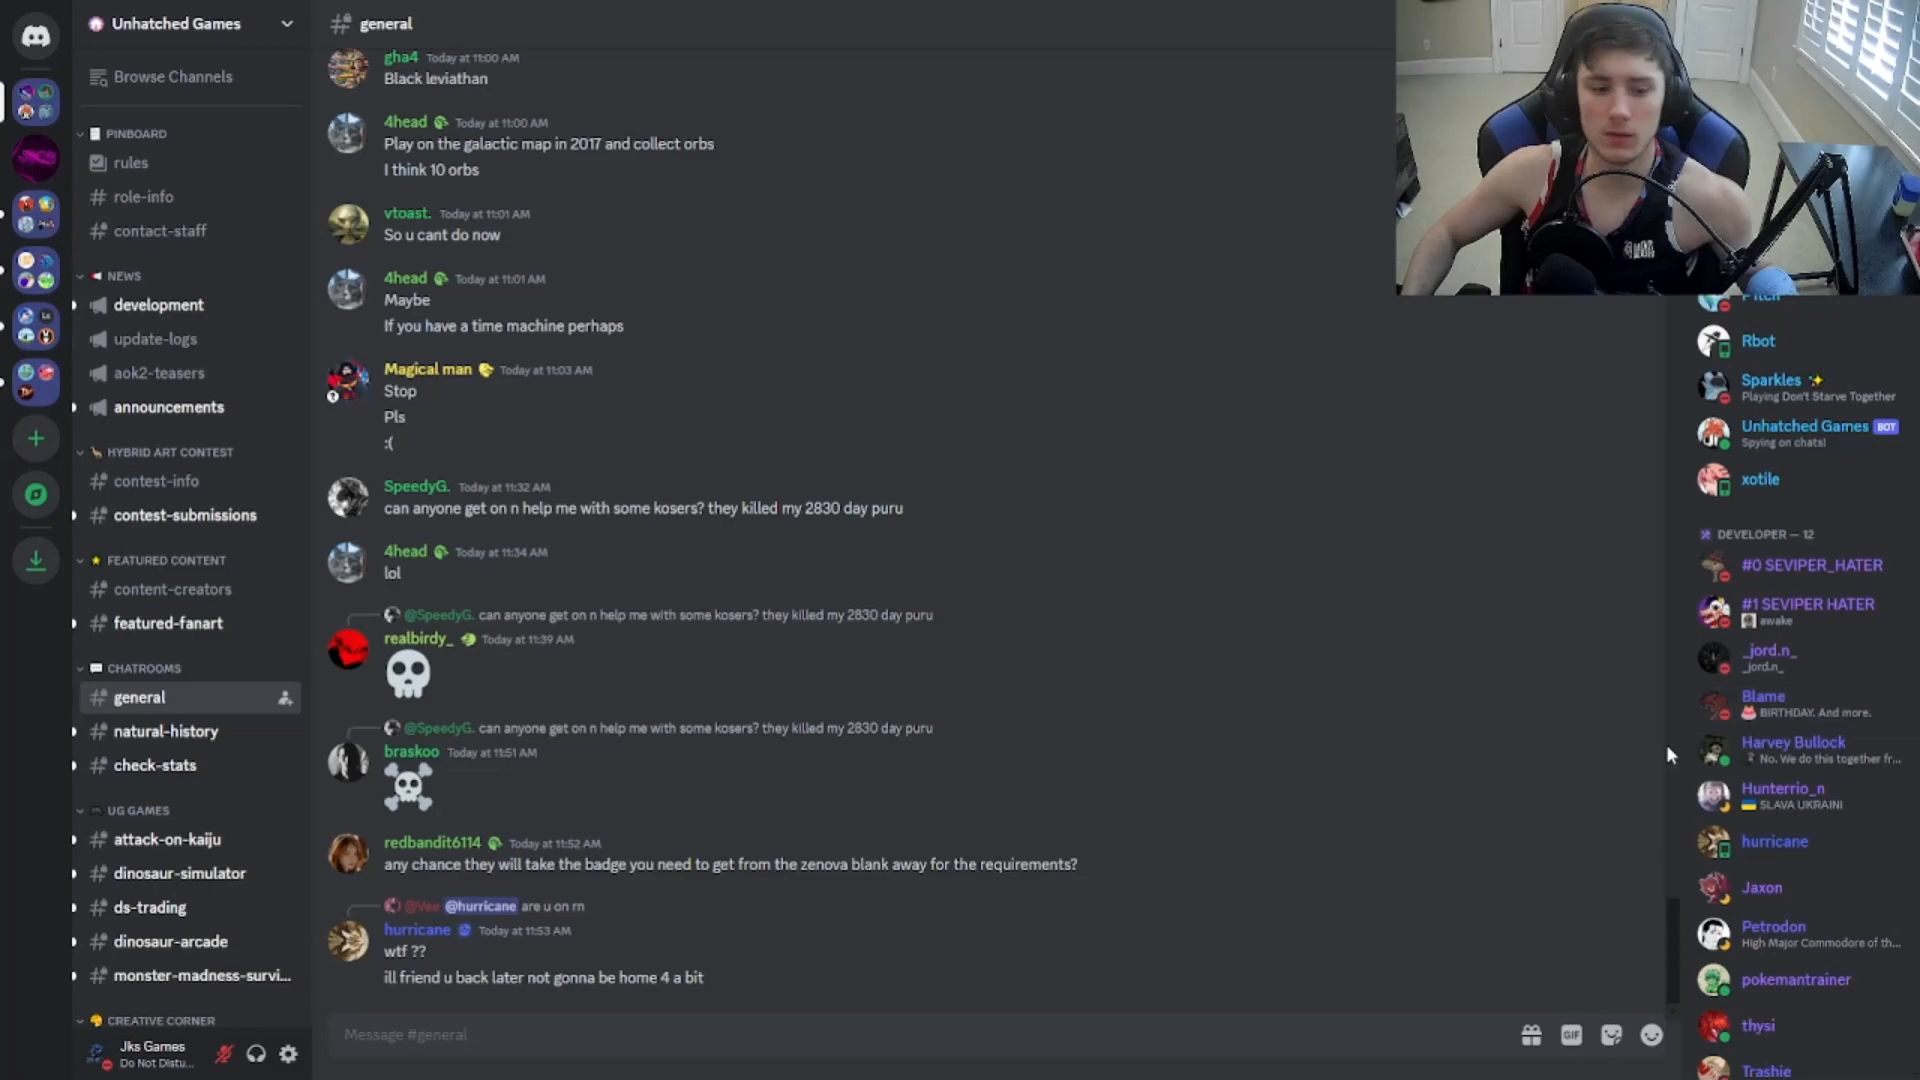 Unhatched Games
Browse Channels
PINBOARD
rules
role-info
contact-staff
NEWS
development
update-logs
aok2-teasers
announcements
HYBRID ART CONTEST
contest-info
contest-submissions
FEATURED CONTENT
content-creators
featured-fanart
CHATROOMS
general
natural-history
check-stats
UG GAMES
attack-on-kaiju
dinosaur-simulator
ds-trading
dinosaur-arcade
monster-madness-survi...
CREATIVE CORNER
Jks Games
Do Not Distu...
general
gha4 Today at 11:00 AM
Black leviathan
4head Today at 11:00 AM
Play on the galactic map in 2017 and collect orbs
I think 10 orbs
vtoast. Today at 11:01 AM
So u cant do now
4head Today at 11:01 AM
Maybe
If you have a time machine perhaps
Magical man Today at 11:03 AM
Stop
Pls
:(
SpeedyG. Today at 11:32 AM
can anyone get on n help me with some kosers? they killed my 2830 day puru
4head Today at 11:34 AM
lol
@SpeedyG. can anyone get on n help me with some kosers? they killed my 2830 day puru
realbirdy_ Today at 11:39 AM
@SpeedyG. can anyone get on n help me with some kosers? they killed my 2830 day puru
braskoo Today at 11:51 AM
redbandit6114 Today at 11:52 AM
any chance they will take the badge you need to get from the zenova blank away for the requirements?
@Vee @hurricane are u on rn
hurricane Today at 11:53 AM
wtf ??
ill friend u back later not gonna be home 4 a bit
Message #general
GIF
Rbot
Sparkles
Playing Don't Starve Together
Unhatched Games BOT
Spying on chats!
xotile
DEVELOPER — 12
#0 SEVIPER_HATER
#1 SEVIPER HATER
awake
_jord.n_
_jord.n_
Blame
BIRTHDAY. And more.
Harvey Bullock
No. We do this together fr...
Hunterrio_n
SLAVA UKRAINI
hurricane
Jaxon
Petrodon
High Major Commodore of th...
pokemantrainer
thysi
Trashie